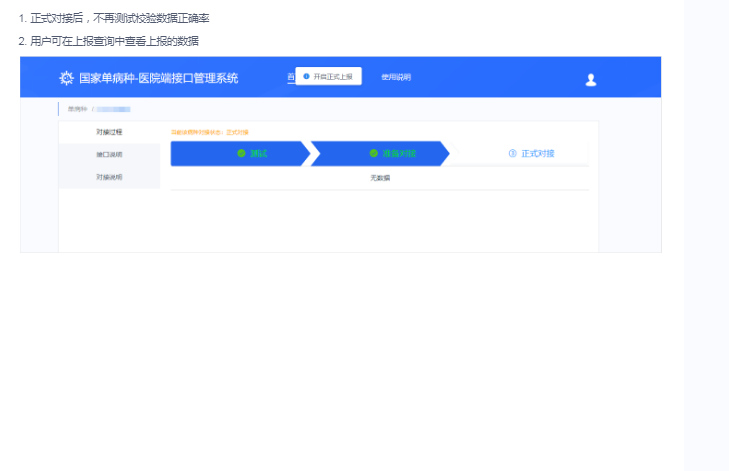 1. 正式对接后，不再测试校验数据正确率
2. 用户可在上报查询中查看上报的数据
国家单病种-医院端接口管理系统
首
开启正式上报
使用说明
单病种 /
对接过程
当前该病种对接状态：正式对接
测试
准备对接
③ 正式对接
接口说明
对接说明
无数据